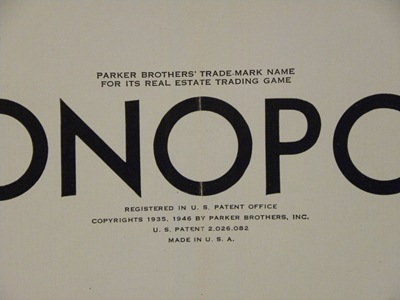 PARKER BROTHERS' TRADE-MARK NAME
FOR ITS REAL ESTATE TRADING GAME
ONOPO
REGISTERED IN U. S. PATENT OFFICE
COPYRIGHTS 1935, 1946 BY PARKER BROTHERS, INC.
U. S. PATENT 2,026,082
MADE IN U. S. A.